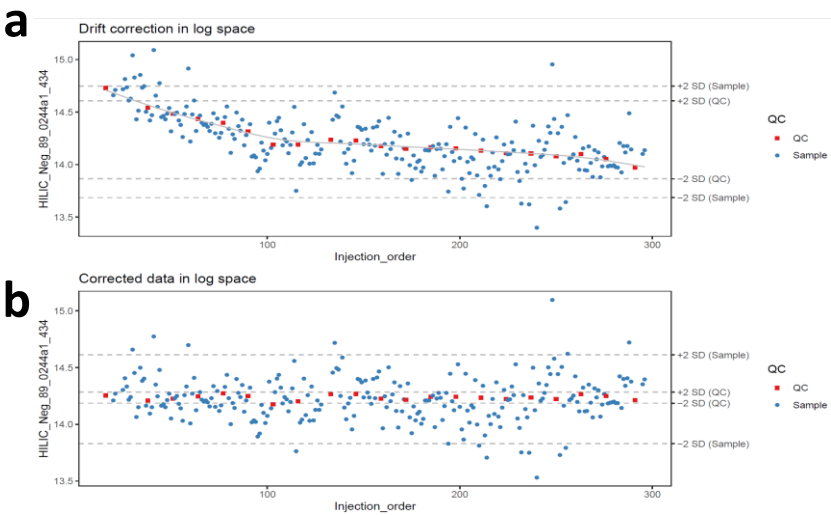 a
Drift correction in log space
HILIC_Neg_89_0244a1_434
15.0
14.5
14.0
13.5
+2 SD (Sample)
+2 SD (QC)
−2 SD (QC)
−2 SD (Sample)
100
200
300
Injection_order
QC
QC
Sample
b
Corrected data in log space
HILIC_Neg_89_0244a1_434
15.0
14.5
14.0
13.5
+2 SD (Sample)
+2 SD (QC)
−2 SD (QC)
−2 SD (Sample)
100
200
300
Injection_order
QC
QC
Sample